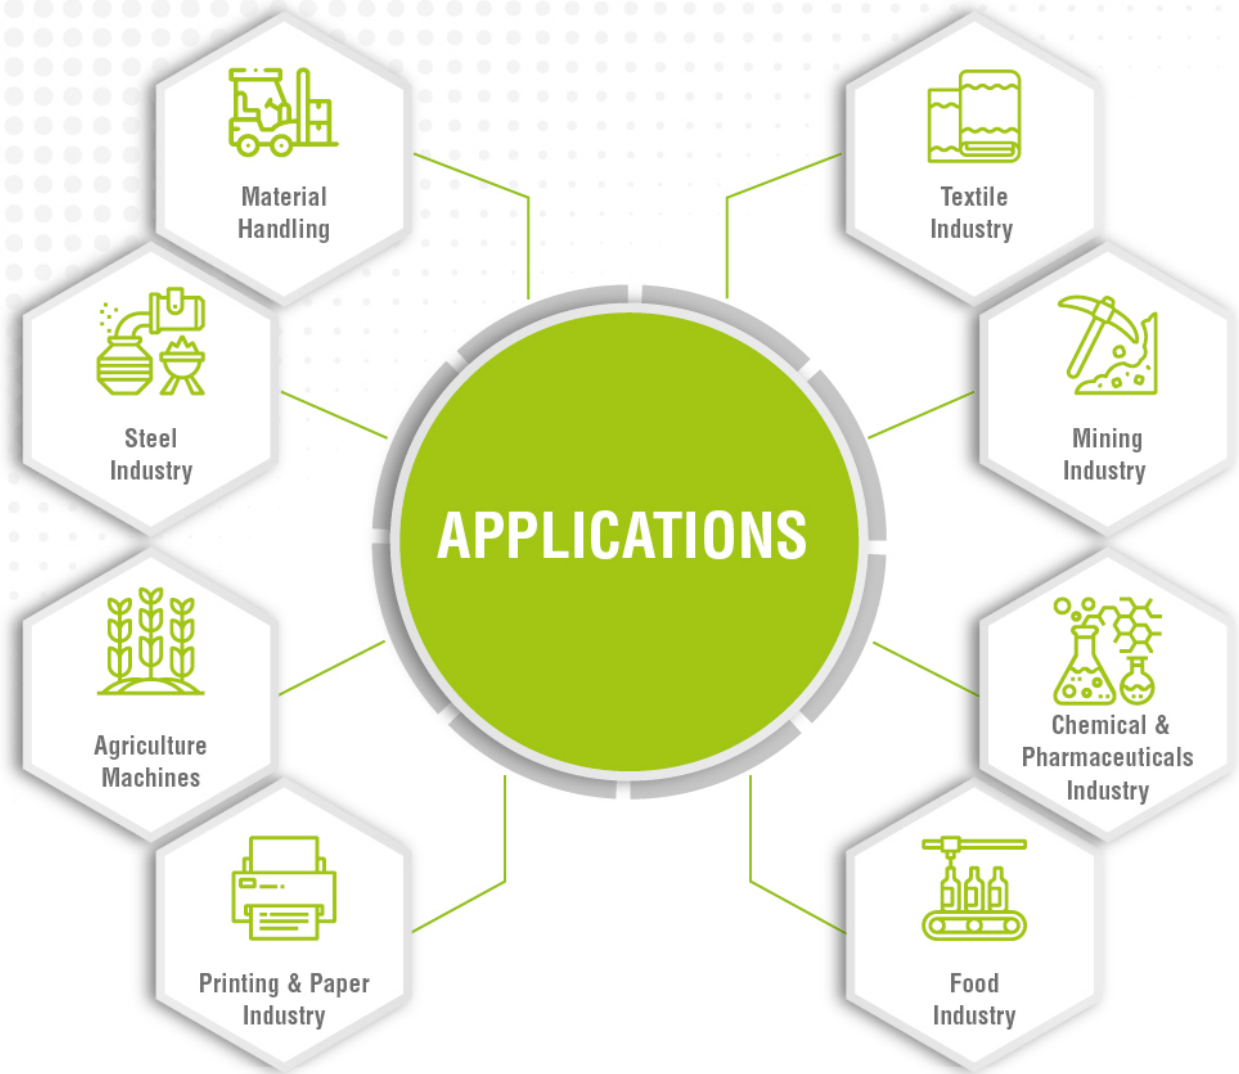 Material
Handling
Textile
Industry
Steel
Industry
Mining
Industry
APPLICATIONS
Agriculture
Machines
Chemical &
Pharmaceuticals
Industry
Printing & Paper
Industry
Food
Industry